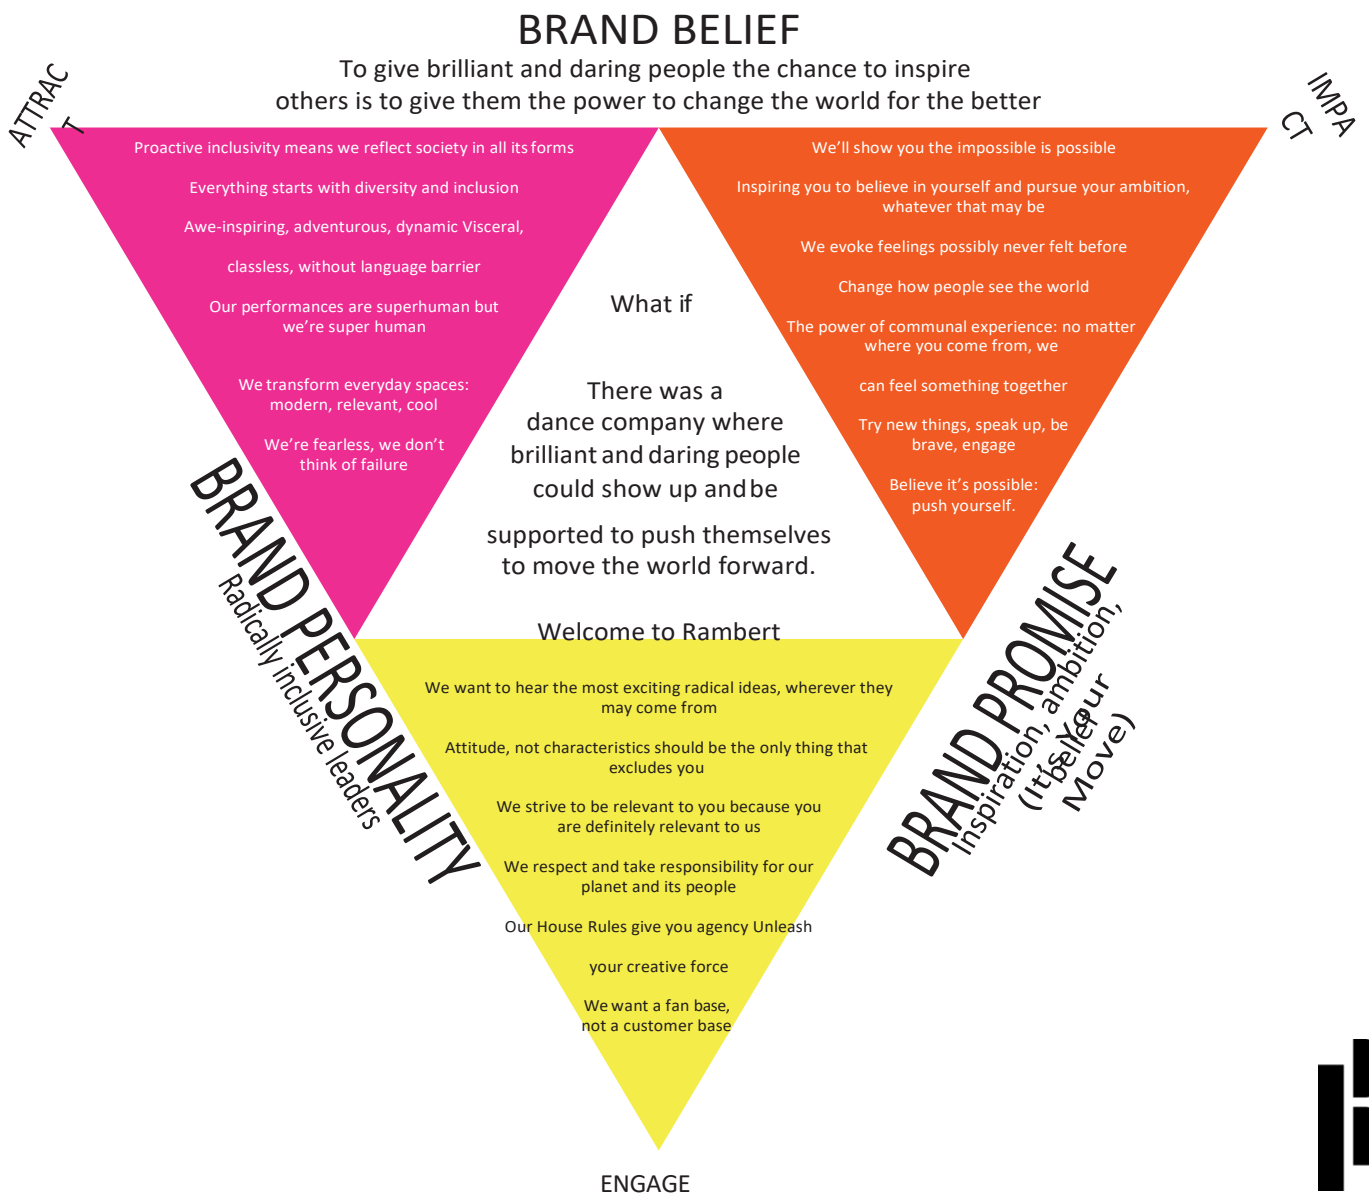 BRAND BELIEF
To give brilliant and daring people the chance to inspire
others is to give them the power to change the world for the better
ATTRAC
T
IMPA
CT
Proactive inclusivity means we reflect society in all its forms
Everything starts with diversity and inclusion
Awe-inspiring, adventurous, dynamic Visceral,
classless, without language barrier
Our performances are superhuman but
we’re super human
We transform everyday spaces:
modern, relevant, cool
We’re fearless, we don’t
think of failure
We’ll show you the impossible is possible
Inspiring you to believe in yourself and pursue your ambition,
whatever that may be
We evoke feelings possibly never felt before
Change how people see the world
The power of communal experience: no matter
where you come from, we
can feel something together
Try new things, speak up, be
brave, engage
Believe it’s possible:
push yourself.
What if
There was a
dance company where
brilliant and daring people
could show up and be
supported to push themselves
to move the world forward.
Welcome to Rambert
BRAND PERSONALITY
Radically inclusive leaders
BRAND PROMISE
Inspiration, ambition,
belief
(It’s Your
Move)
We want to hear the most exciting radical ideas, wherever they
may come from
Attitude, not characteristics should be the only thing that
excludes you
We strive to be relevant to you because you
are definitely relevant to us
We respect and take responsibility for our
planet and its people
Our House Rules give you agency Unleash
your creative force
We want a fan base,
not a customer base
ENGAGE